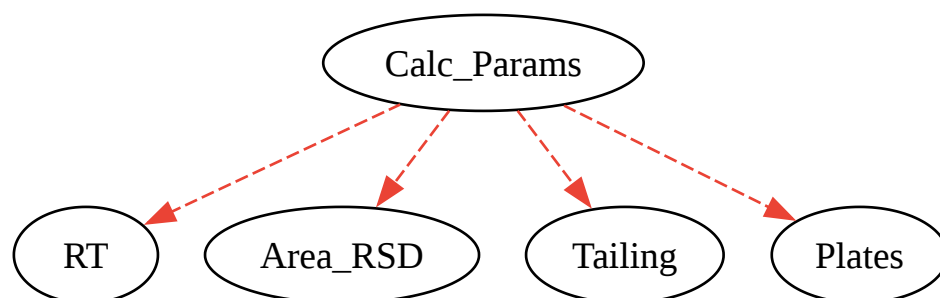 Calc_Params
RT
Area_RSD
Tailing
Plates